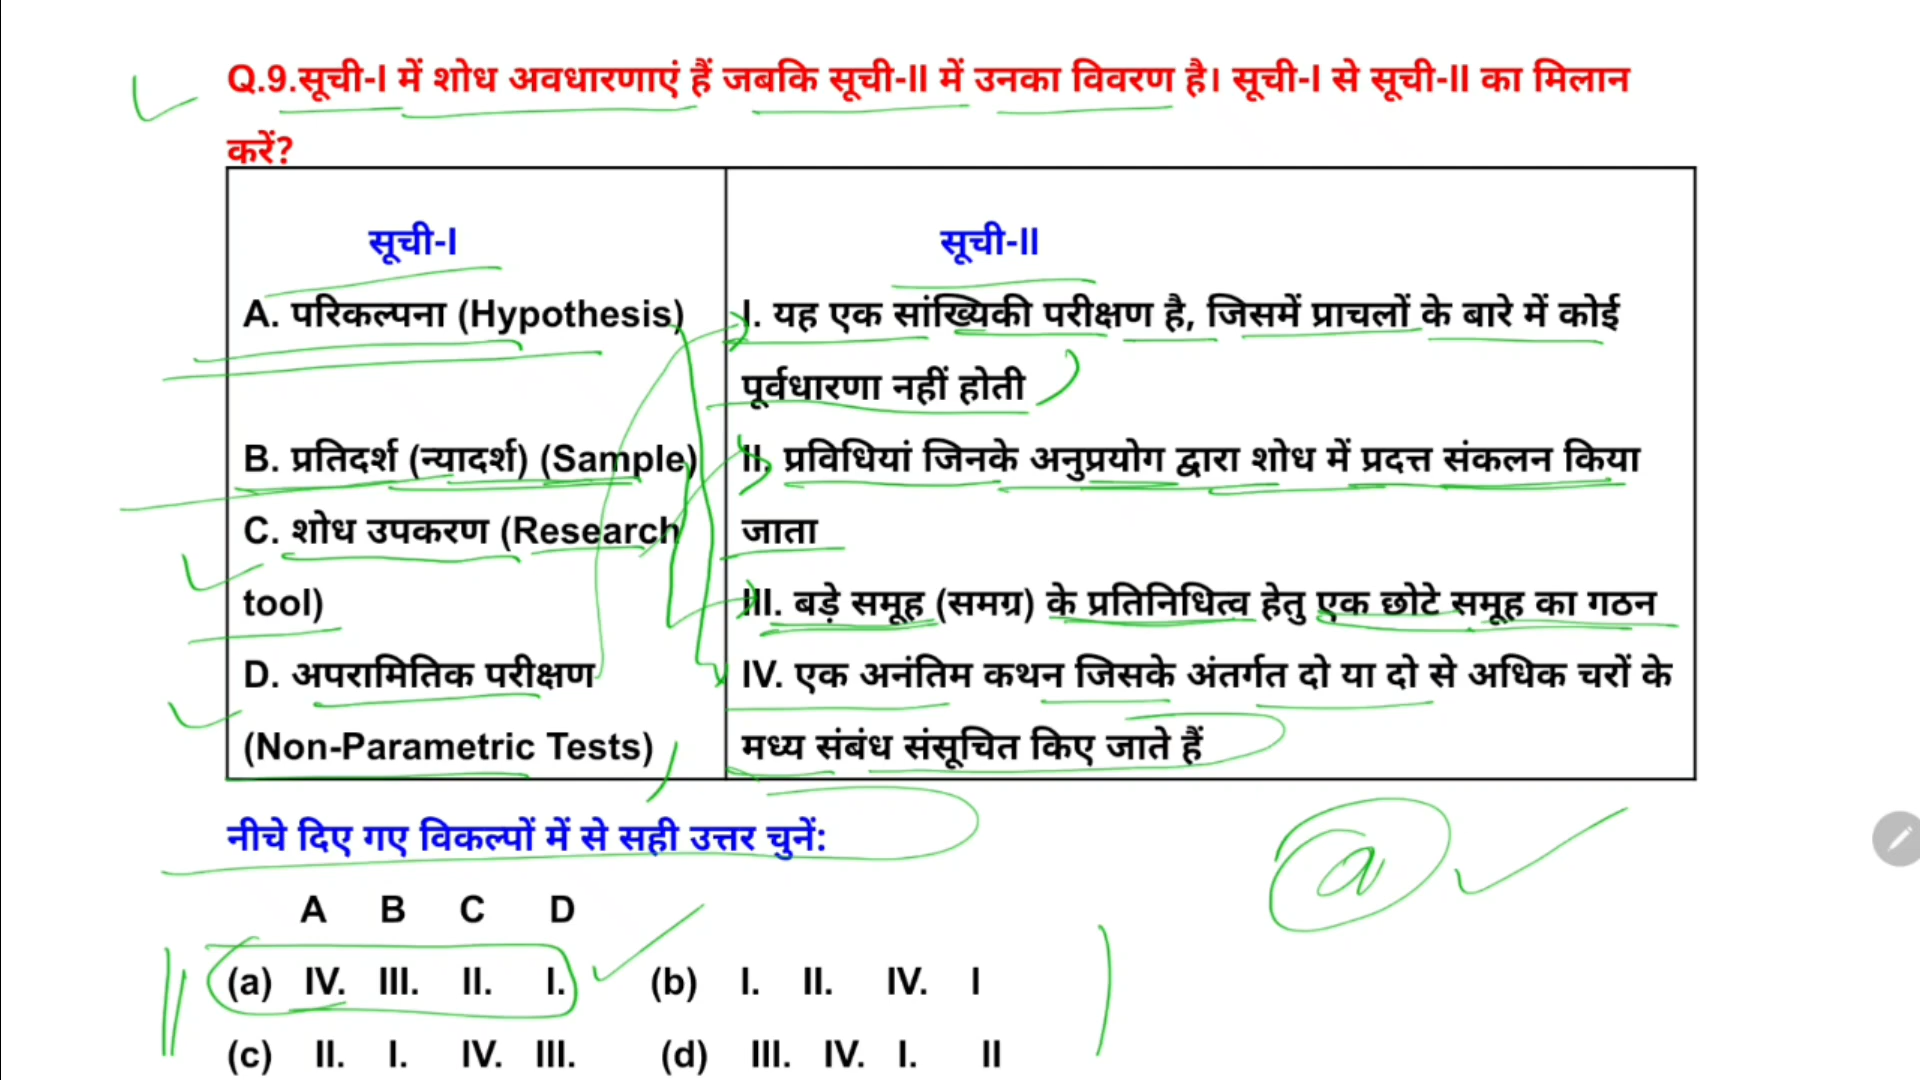 Q.9.सूची-I में शोध अवधारणाएं हैं जबकि सूची-II में उनका विवरण है। सूची-I से सूची-II का मिलान
करें?
सूची-I
A. परिकल्पना (Hypothesis)
B. प्रतिदर्श (न्यादर्श) (Sample)
C. शोध उपकरण (Research
tool)
D. अपरामितिक परीक्षण
(Non-Parametric Tests)
सूची-II
I. यह एक सांख्यिकी परीक्षण है, जिसमें प्राचलों के बारे में कोई
पूर्वधारणा नहीं होती
II. प्रविधियां जिनके अनुप्रयोग द्वारा शोध में प्रदत्त संकलन किया
जाता
III. बड़े समूह (समग्र) के प्रतिनिधित्व हेतु एक छोटे समूह का गठन
IV. एक अनंतिम कथन जिसके अंतर्गत दो या दो से अधिक चरों के
मध्य संबंध संसूचित किए जाते हैं
नीचे दिए गए विकल्पों में से सही उत्तर चुनें:
A B C D
(a) IV. III. II. I. (b) I. II. IV. I
(c) II. I. IV. III. (d) III. IV. I. II
a